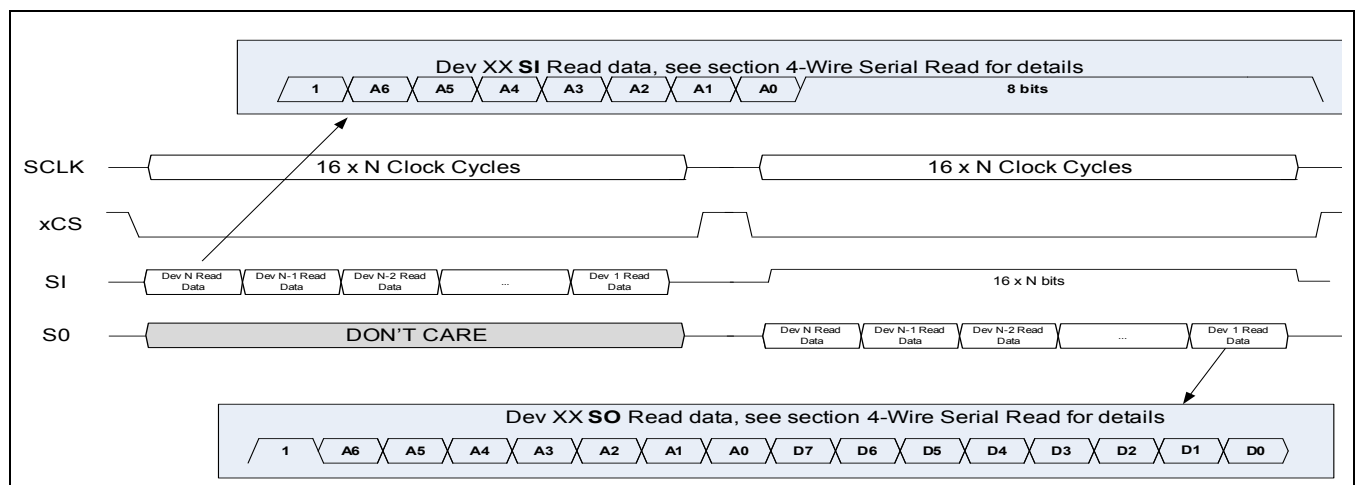 Dev XX SI Read data, see section 4-Wire Serial Read for details
1 A6 A5 A4 A3 A2 A1 A0 8 bits
SCLK 16 x N Clock Cycles 16 x N Clock Cycles
xCS
SI Dev N Read Data Dev N-1 Read Data Dev N-2 Read Data ... Dev 1 Read Data 16 x N bits
S0 DON'T CARE Dev N Read Data Dev N-1 Read Data Dev N-2 Read Data ... Dev 1 Read Data
Dev XX SO Read data, see section 4-Wire Serial Read for details
1 A6 A5 A4 A3 A2 A1 A0 D7 D6 D5 D4 D3 D2 D1 D0